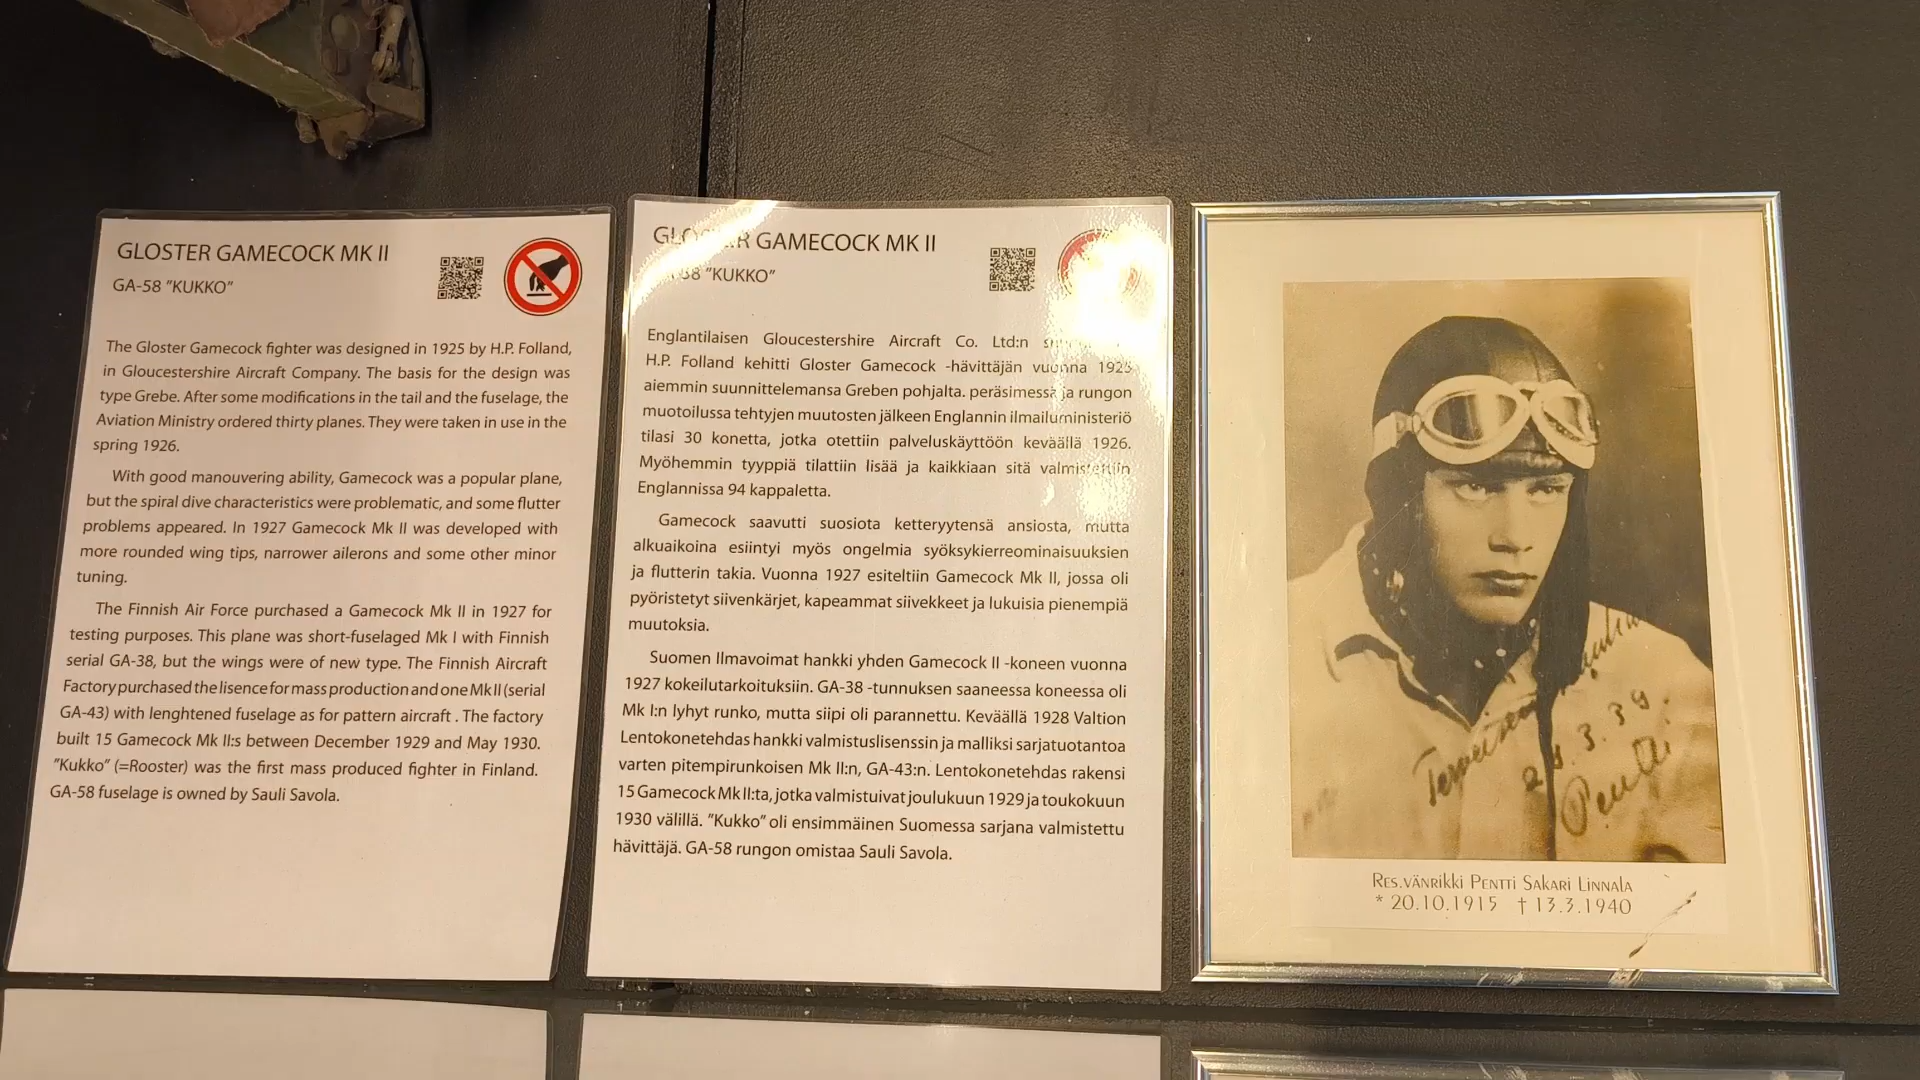 GLOSTER GAMECOCK MK II
GA-58 "KUKKO"
The Gloster Gamecock fighter was designed in 1925 by H.P. Folland,
in Gloucestershire Aircraft Company. The basis for the design was
type Grebe. After some modifications in the tail and the fuselage, the
Aviation Ministry ordered thirty planes. They were taken in use in the
spring 1926.
With good manouvering ability, Gamecock was a popular plane,
but the spiral dive characteristics were problematic, and some flutter
problems appeared. In 1927 Gamecock Mk II was developed with
more rounded wing tips, narrower ailerons and some other minor
tuning.
The Finnish Air Force purchased a Gamecock Mk II in 1927 for
testing purposes. This plane was short-fuselaged Mk I with Finnish
serial GA-38, but the wings were of new type. The Finnish Aircraft
Factory purchased the lisence for mass production and one Mk II (serial
GA-43) with lenghtened fuselage as for pattern aircraft . The factory
built 15 Gamecock Mk II:s between December 1929 and May 1930.
"Kukko" (=Rooster) was the first mass produced fighter in Finland.
GA-58 fuselage is owned by Sauli Savola.
GAMECOCK MK II
"KUKKO"
Englantilaisen Gloucestershire Aircraft Co. Ltd:n
H.P. Folland kehitti Gloster Gamecock -hävittäjän vuonna 1925
aiemmin suunnittelemansa Greben pohjalta. peräsimessä ja rungon
muotoilussa tehtyjen muutosten jälkeen Englannin ilmailuministeriö
tilasi 30 konetta, jotka otettiin palveluskäyttöön keväällä 1926.
Myöhemmin tyyppiä tilattiin lisää ja kaikkiaan sitä valmistettiin
Englannissa 94 kappaletta.
Gamecock saavutti suosiota ketteryytensä ansiosta, mutta
alkuaikoina esiintyi myös ongelmia syöksykierreominaisuuksien
ja flutterin takia. Vuonna 1927 esiteltiin Gamecock Mk II, jossa oli
pyöristetyt siivenkärjet, kapeammat siivekkeet ja lukuisia pienempiä
muutoksia.
Suomen Ilmavoimat hankki yhden Gamecock II -koneen vuonna
1927 kokeilutarkoituksiin. GA-38 -tunnuksen saaneessa koneessa oli
Mk I:n lyhyt runko, mutta siipi oli parannettu. Keväällä 1928 Valtion
Lentokonetehdas hankki valmistuslisenssin ja malliksi sarjatuotantoa
varten pitempirunkoisen Mk II:n, GA-43:n. Lentokonetehdas rakensi
15 Gamecock Mk II:ta, jotka valmistuivat joulukuun 1929 ja toukokuun
1930 välillä. "Kukko" oli ensimmäinen Suomessa sarjana valmistettu
hävittäjä. GA-58 rungon omistaa Sauli Savola.
.3.39.
Pentti
Res.vänrikki Pentti Sakari Linnala
* 20.10.1915 † 13.3.1940